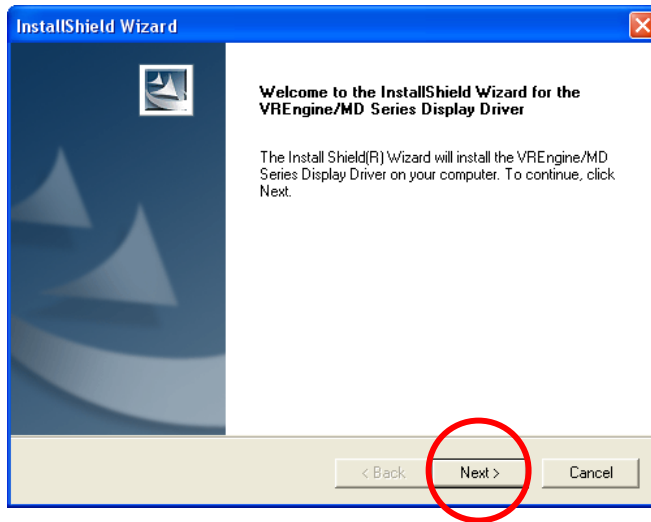 InstallShield Wizard
Welcome to the InstallShield Wizard for the
VREngine/MD Series Display Driver
The Install Shield(R) Wizard will install the VREngine/MD
Series Display Driver on your computer. To continue, click
Next.
< Back
Next >
Cancel